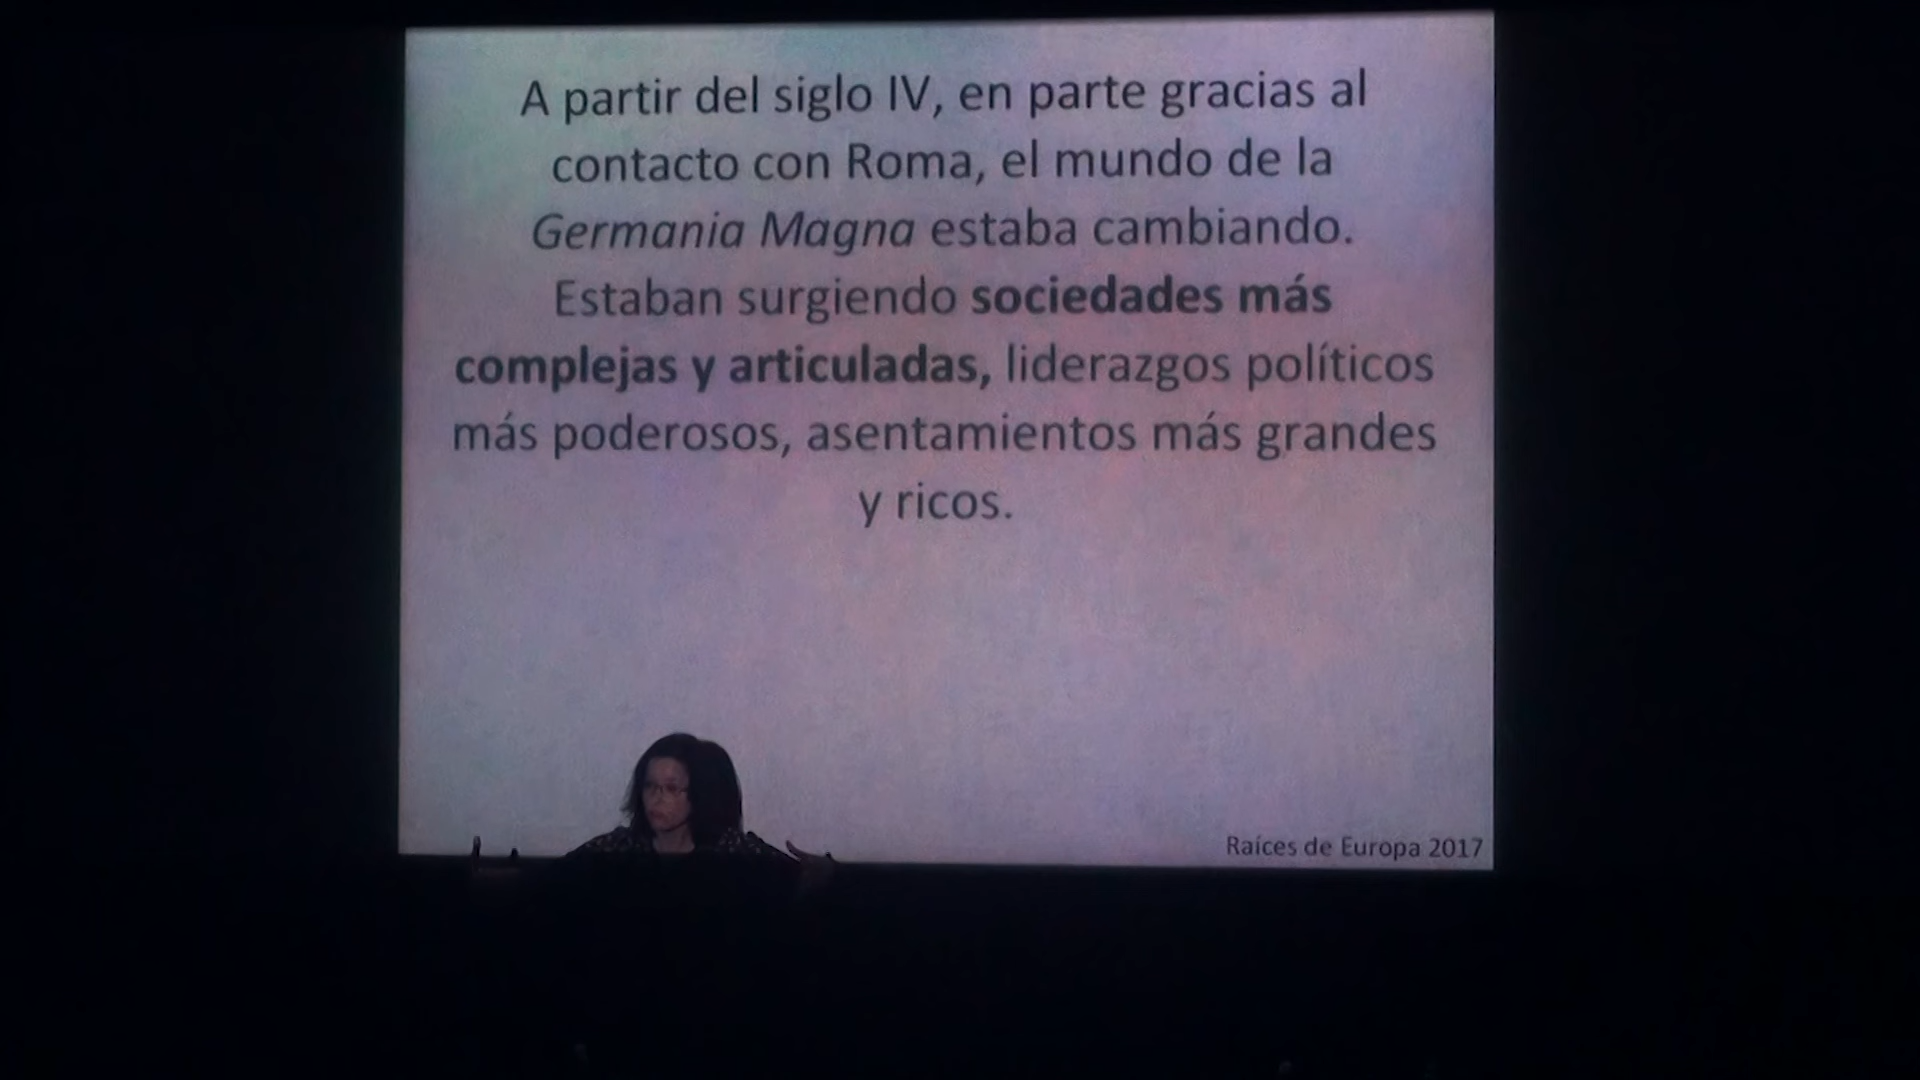 A partir del siglo IV, en parte gracias al
contacto con Roma, el mundo de la
Germania Magna estaba cambiando.
Estaban surgiendo sociedades más
complejas y articuladas, liderazgos políticos
más poderosos, asentamientos más grandes
y ricos.
Raíces de Europa 2017